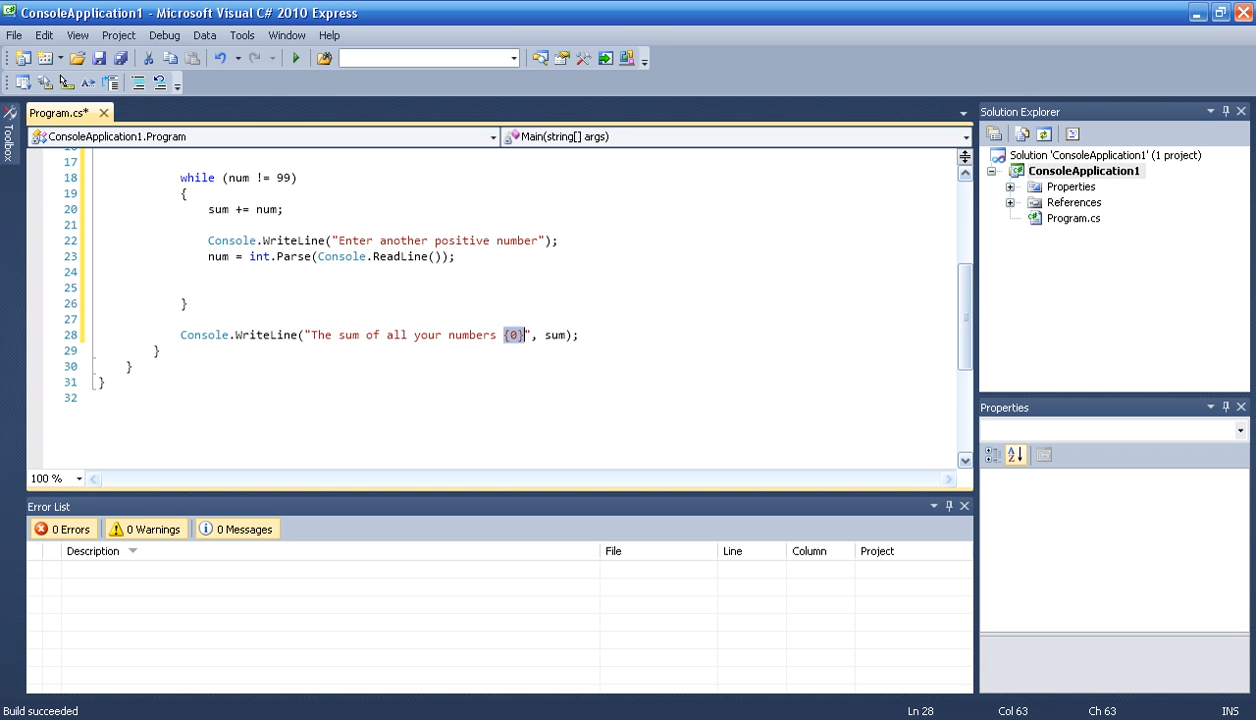 ConsoleApplication1 - Microsoft Visual C# 2010 Express
File Edit View Project Debug Data Tools Window Help
Program.cs* Solution Explorer
Toolbox
ConsoleApplication1.Program Main(string[] args)
Solution 'ConsoleApplication1' (1 project)
ConsoleApplication1
Properties
References
Program.cs
17
18 while (num != 99)
19 {
20 sum += num;
21
22 Console.WriteLine("Enter another positive number");
23 num = int.Parse(Console.ReadLine());
24
25
26 }
27
28 Console.WriteLine("The sum of all your numbers {0}", sum);
29 }
30 }
31 }
32
Properties
100 %
Error List
0 Errors 0 Warnings 0 Messages
Description File Line Column Project
Build succeeded Ln 28 Col 63 Ch 63 INS